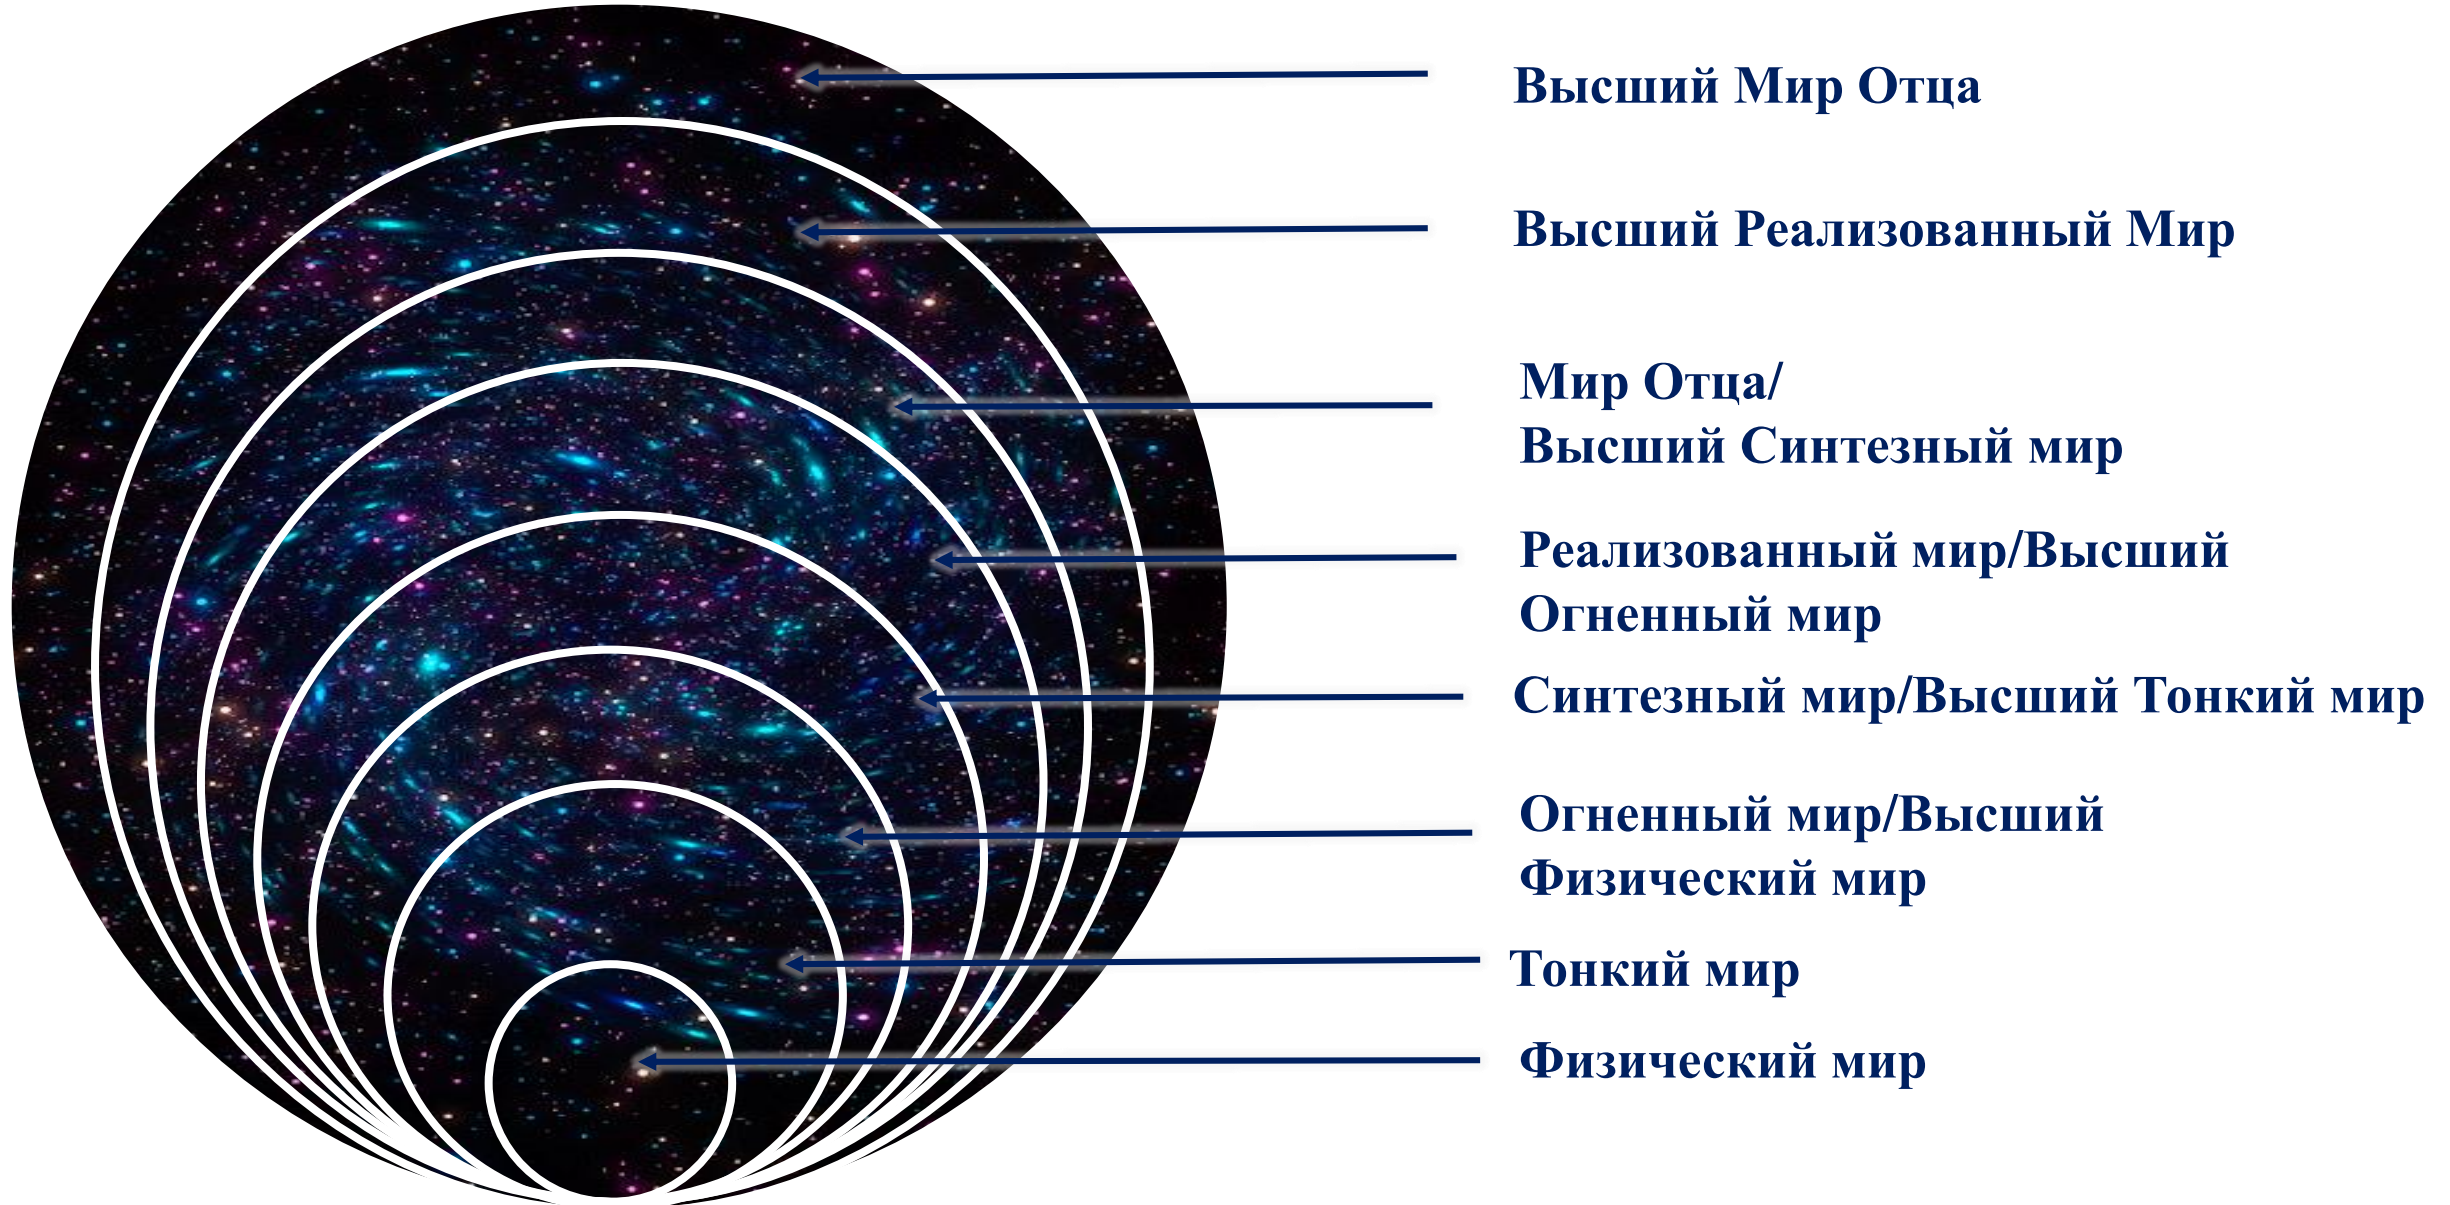 Высший Мир Отца
Высший Реализованный Мир
Мир Отца/
Высший Синтезный мир
Реализованный мир/Высший
Огненный мир
Синтезный мир/Высший Тонкий мир
Огненный мир/Высший
Физический мир
Тонкий мир
Физический мир